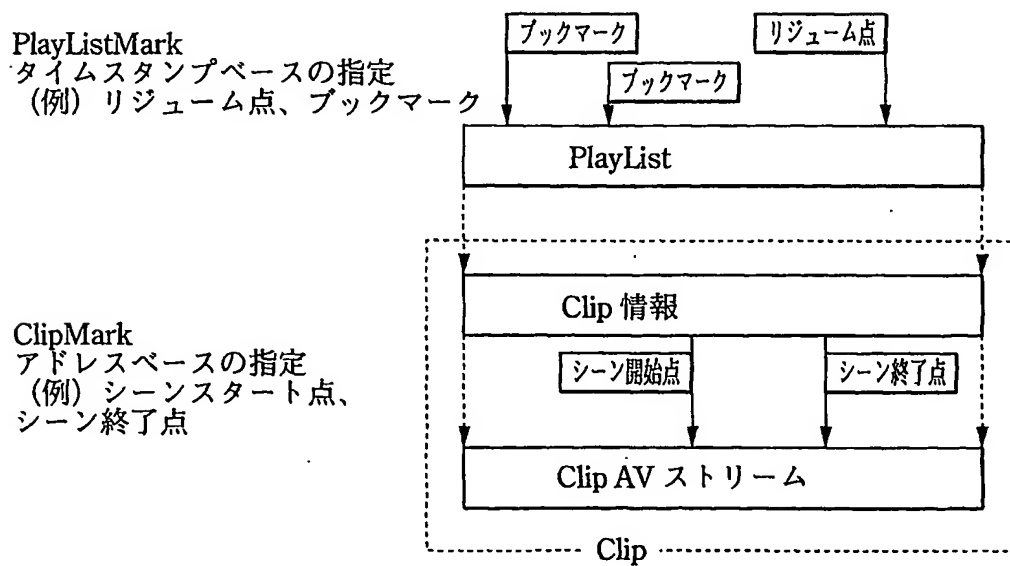 PlayListMark
タイムスタンプベースの指定
（例）リジューム点、ブックマーク
ブックマーク
リジューム点
ブックマーク
PlayList
Clip 情報
ClipMark
アドレスベースの指定
（例）シーンスタート点、
シーン終了点
シーン開始点
シーン終了点
Clip AV ストリーム
Clip